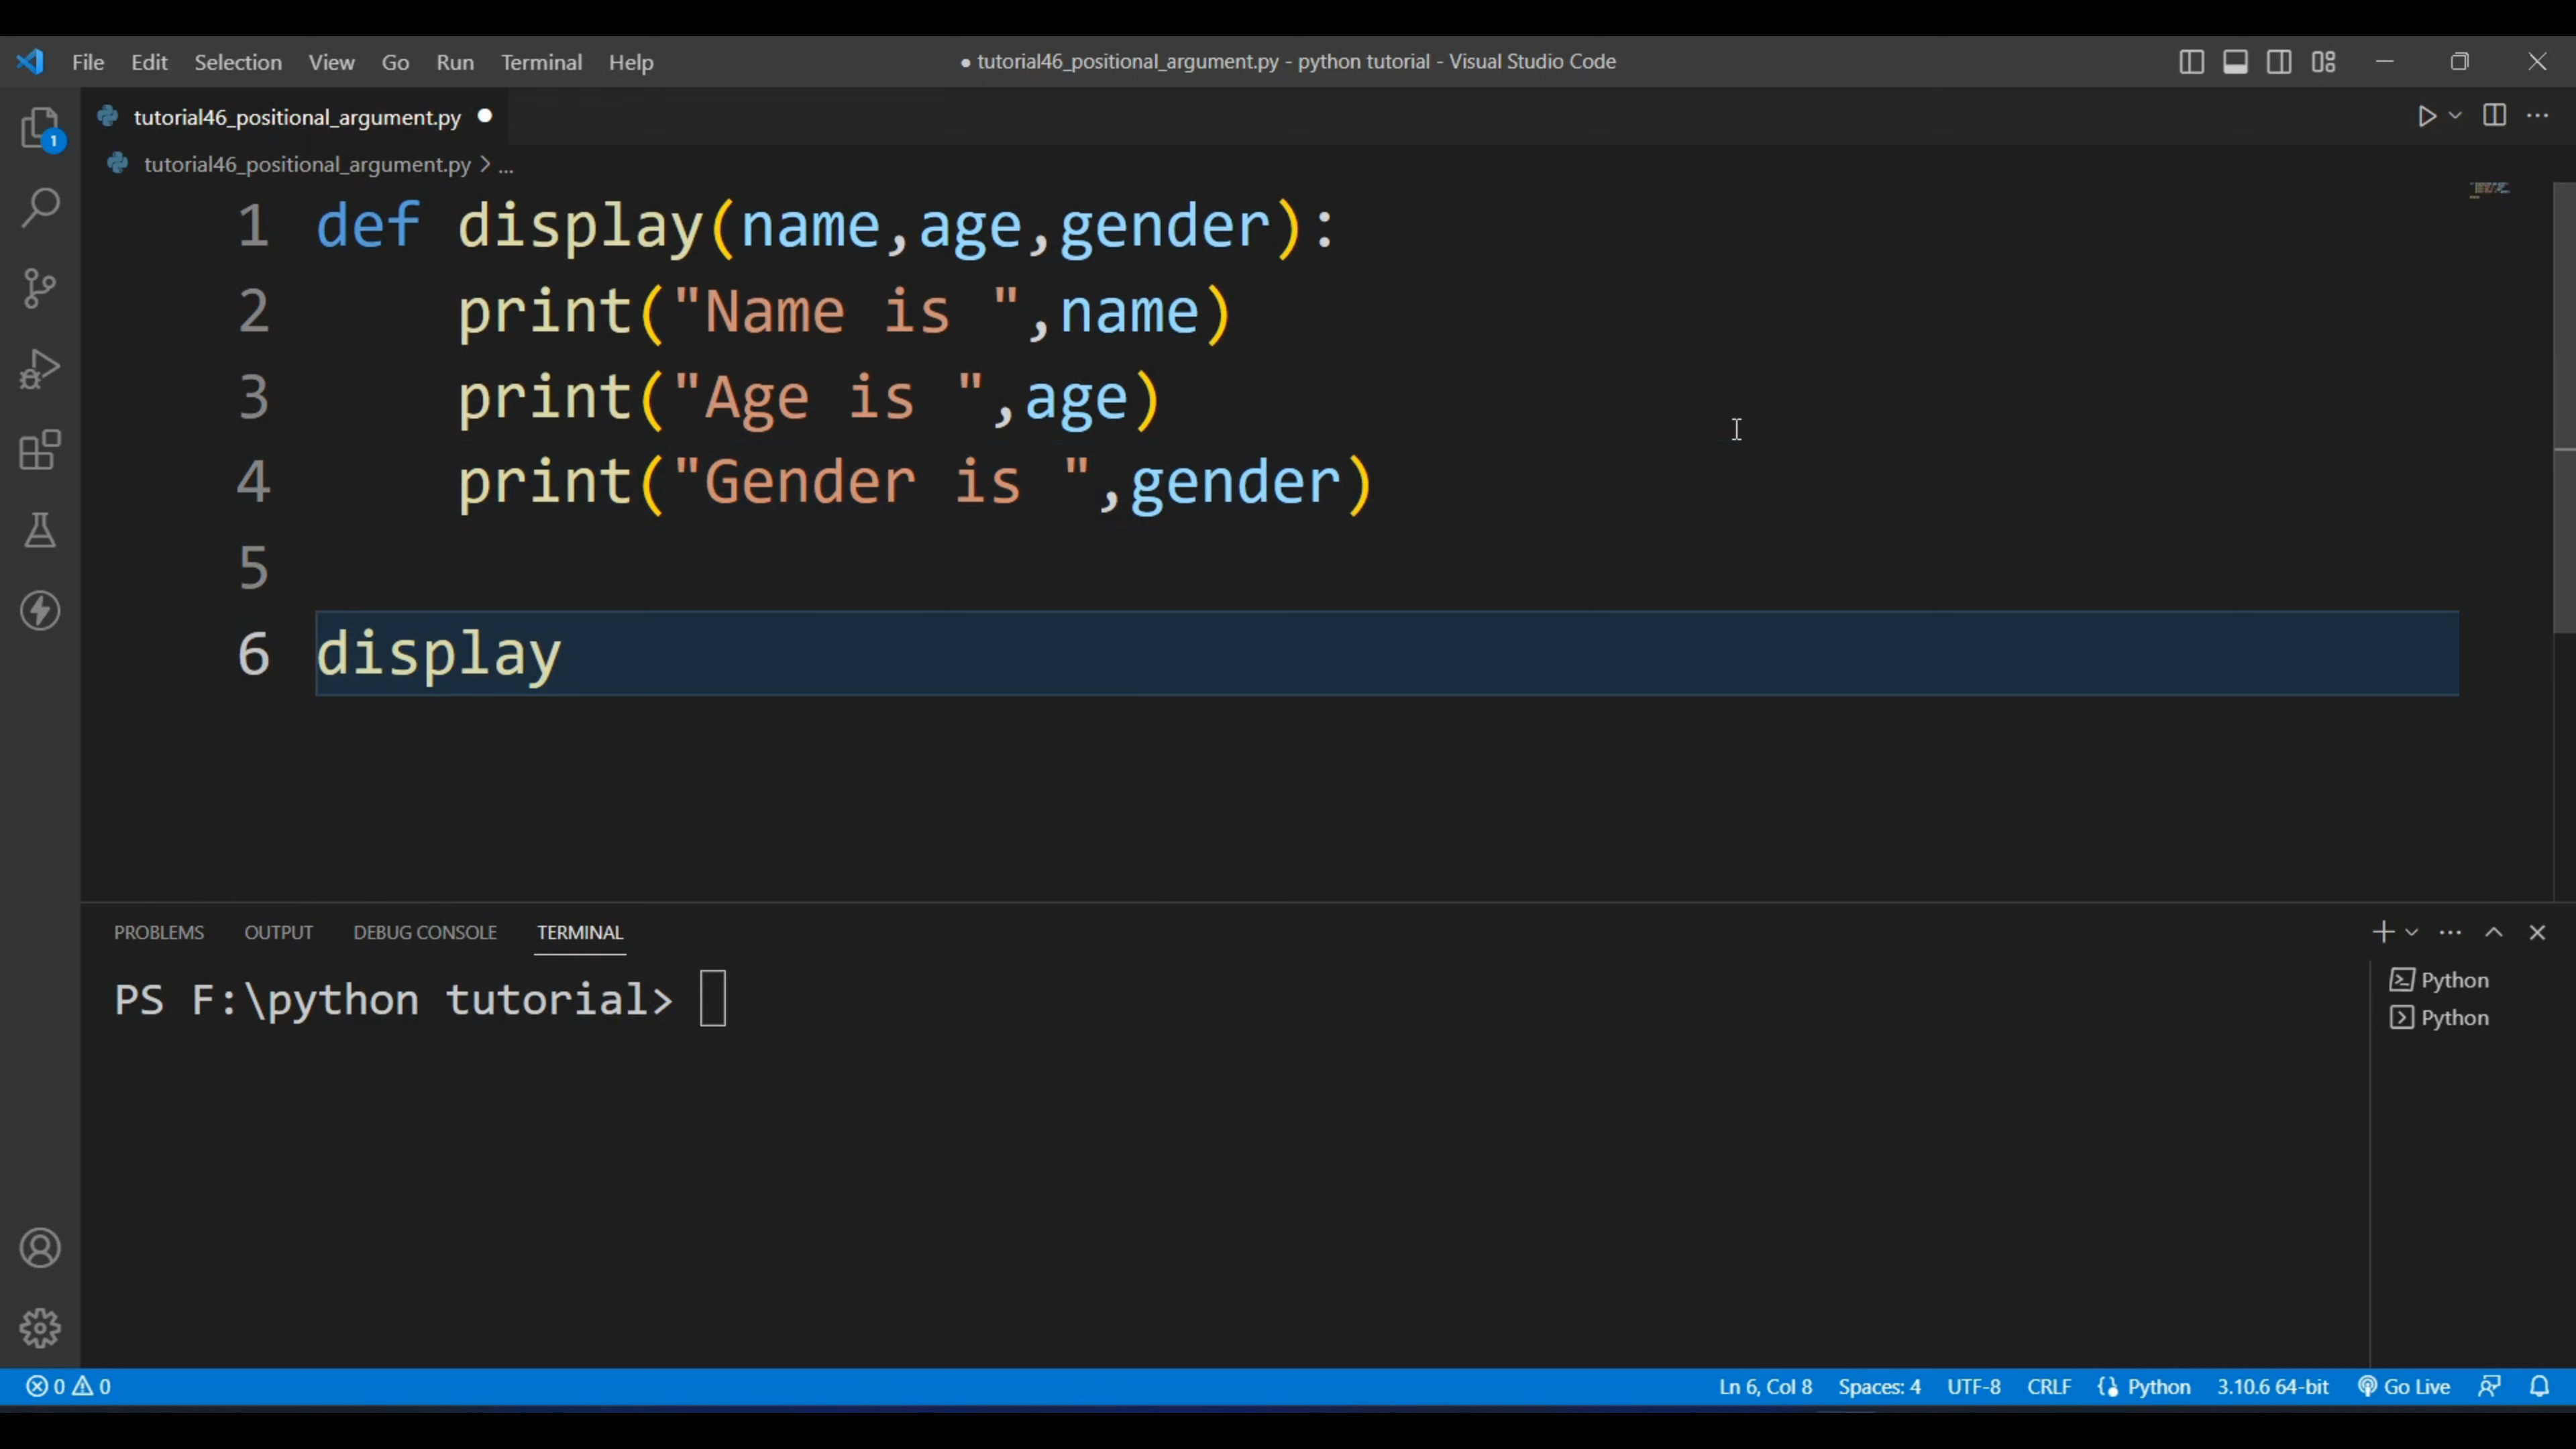 File Edit Selection View Go Run Terminal Help ● tutorial46_positional_argument.py - python tutorial - Visual Studio Code
tutorial46_positional_argument.py ●
1
tutorial46_positional_argument.py > ...
1 def display(name,age,gender):
2     print("Name is ",name)
3     print("Age is ",age)
4     print("Gender is ",gender)
5
6 display
PROBLEMS OUTPUT DEBUG CONSOLE TERMINAL
PS F:\python tutorial>
Python
Python
0 0 Ln 6, Col 8 Spaces: 4 UTF-8 CRLF Python 3.10.6 64-bit Go Live